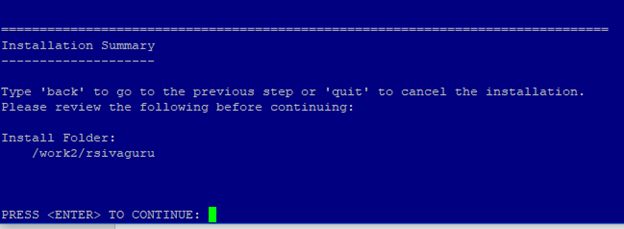 ===============================================================================
Installation Summary
--------------------
Type 'back' to go to the previous step or 'quit' to cancel the installation.
Please review the following before continuing:
Install Folder:
/work2/rsivaguru
PRESS <ENTER> TO CONTINUE: